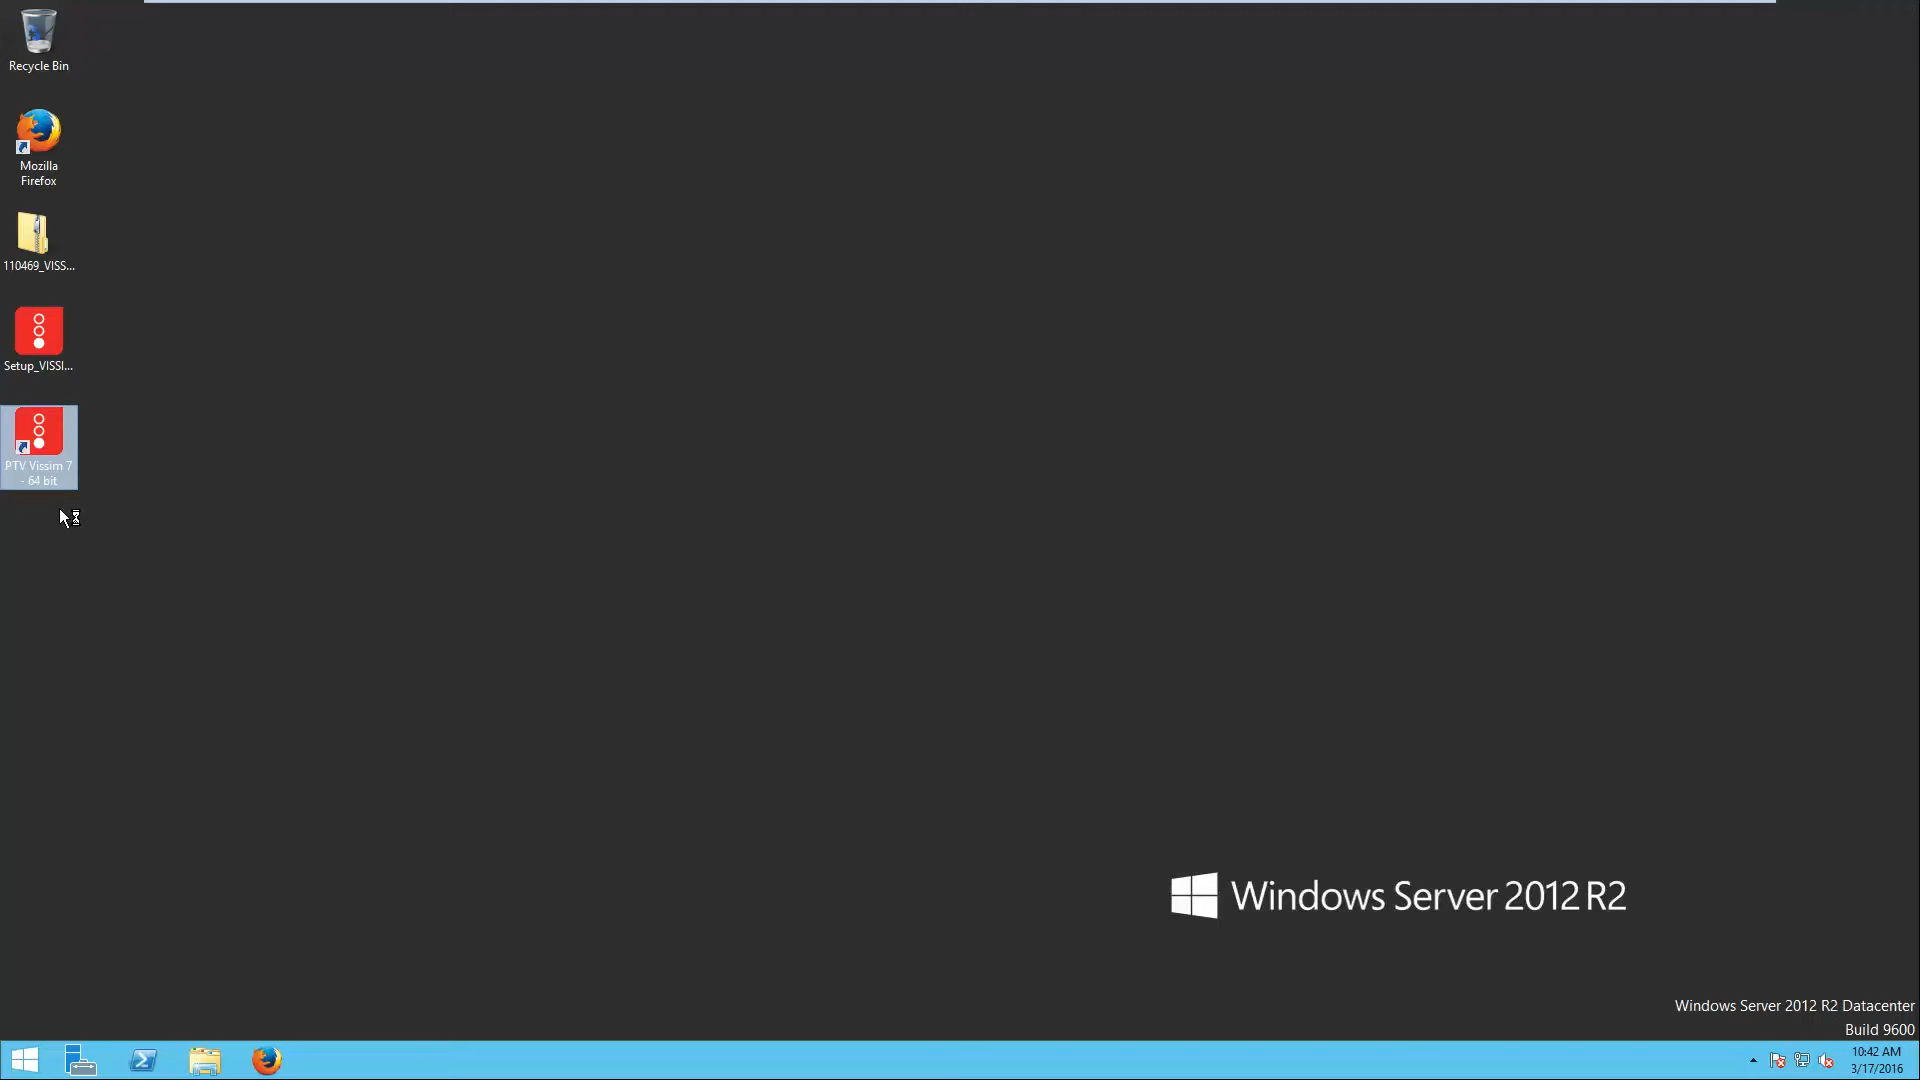 Recycle Bin
Mozilla
Firefox
110469_VISS...
Setup_VISSI...
PTV Vissim 7
- 64 bit
Windows Server 2012 R2
Windows Server 2012 R2 Datacenter
Build 9600
10:42 AM
3/17/2016